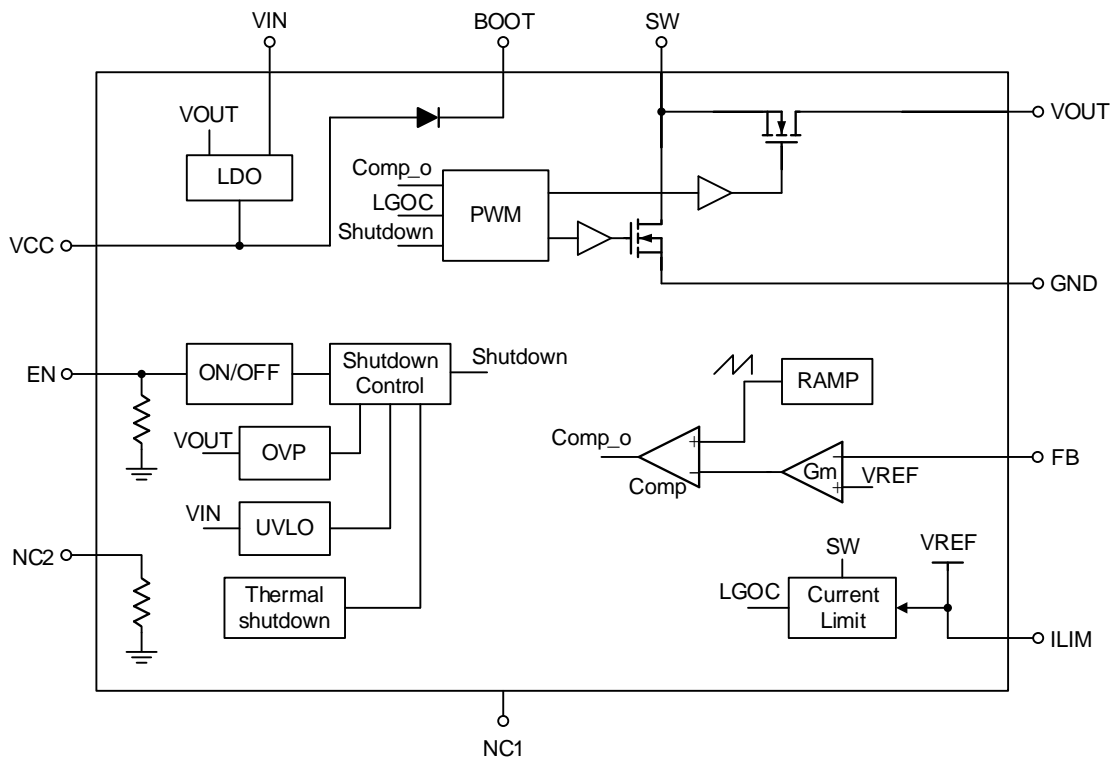 VIN
BOOT
SW
VOUT
VOUT
LDO
Comp_o
LGOC
Shutdown
PWM
VCC
GND
EN
ON/OFF
Shutdown
Control
Shutdown
RAMP
VOUT
OVP
Comp_o
+
−
Comp
Gm
−
+
VREF
FB
VIN
UVLO
NC2
SW
VREF
Thermal
shutdown
LGOC
Current
Limit
ILIM
NC1